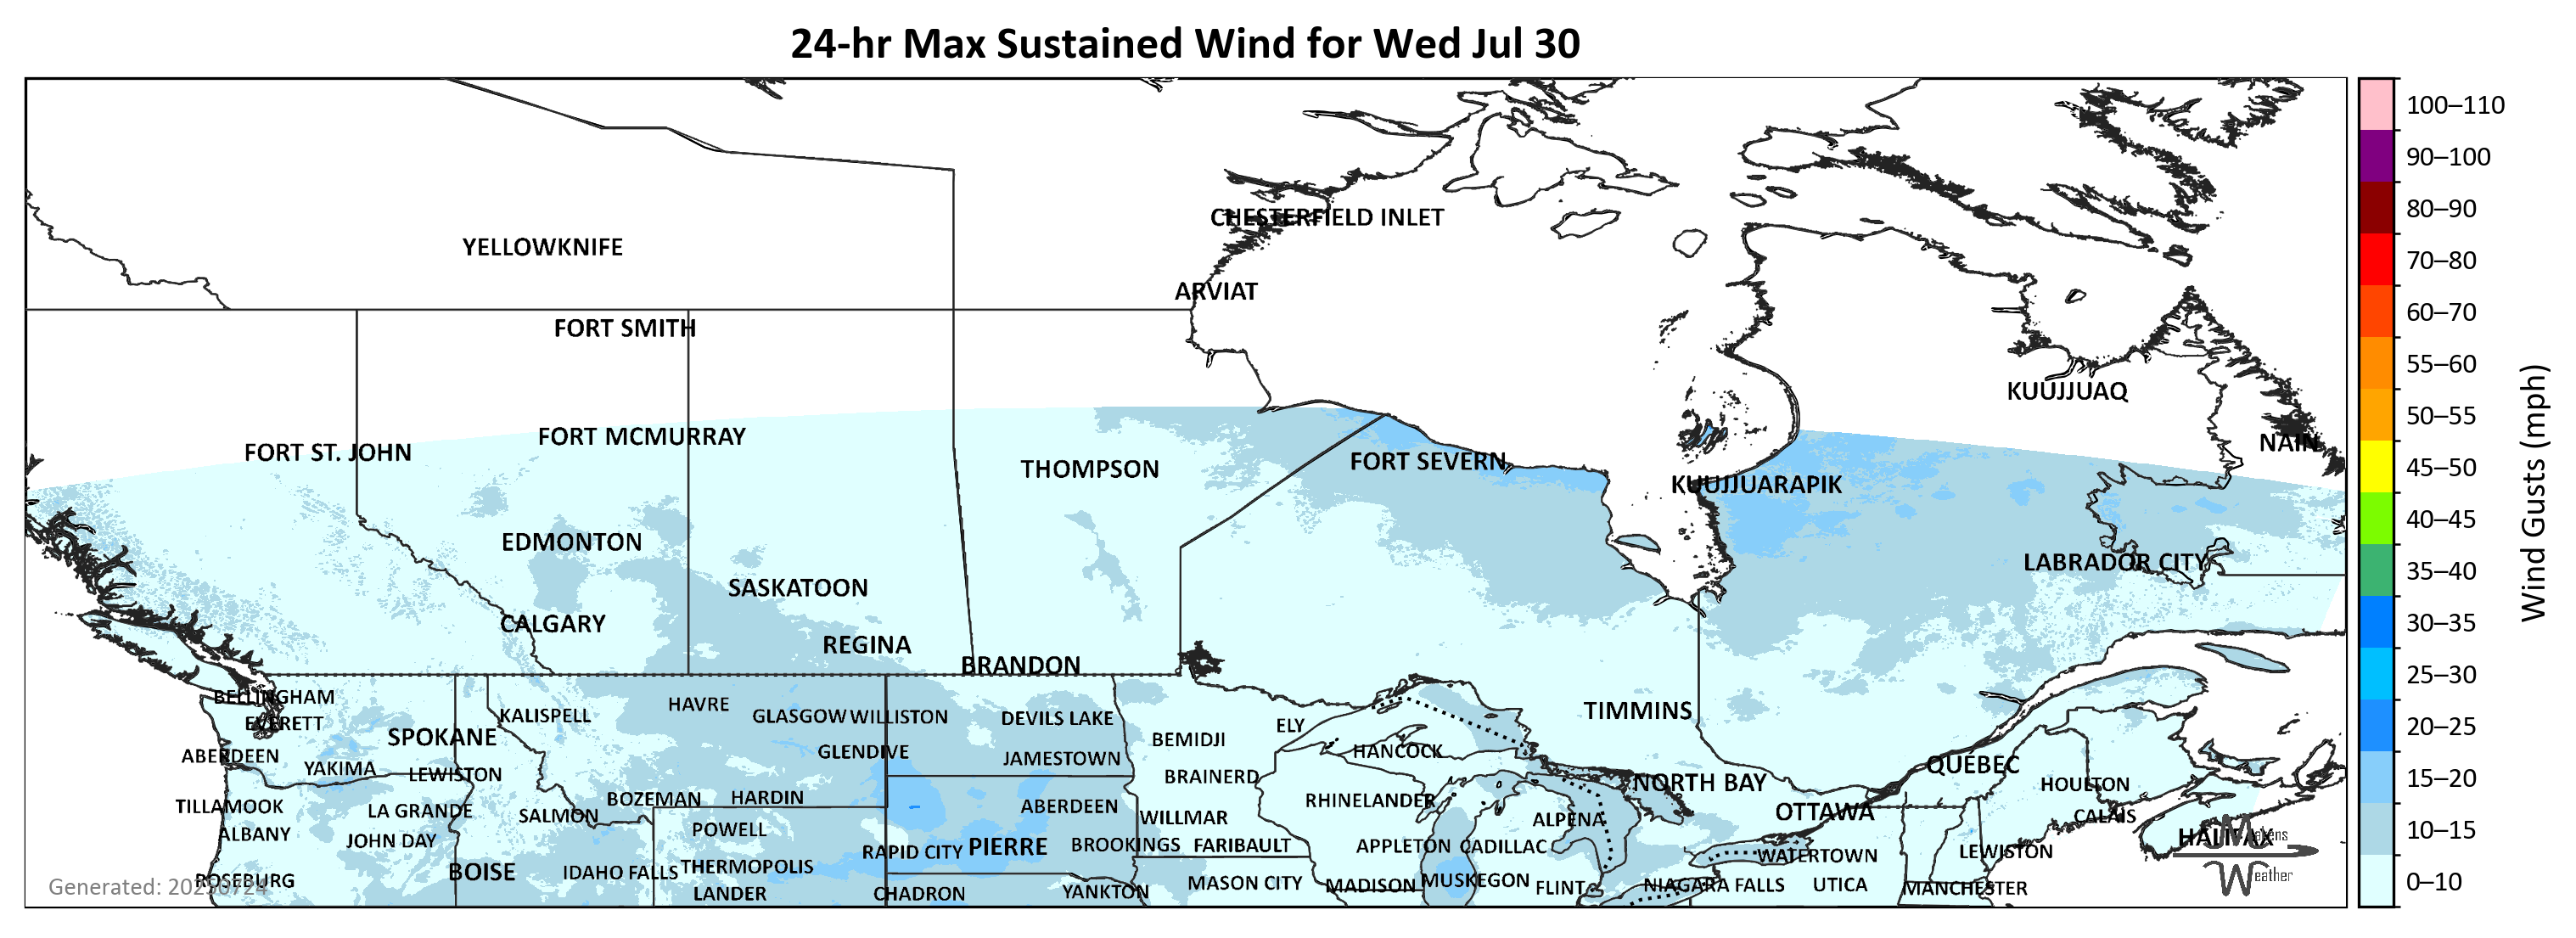 24-hr Max Sustained Wind for Wed Jul 30
100–110
90–100
80–90
70–80
60–70
55–60
50–55
45–50
40–45
35–40
30–35
25–30
20–25
15–20
10–15
0–10
Wind Gusts (mph)
CHESTERFIELD INLET
YELLOWKNIFE
ARVIAT
FORT SMITH
KUUJJUAQ
FORT MCMURRAY
NAIN
FORT ST. JOHN
FORT SEVERN
THOMPSON
KUUJJUARAPIK
EDMONTON
LABRADOR CITY
SASKATOON
CALGARY
REGINA
BRANDON
BELLINGHAM
HAVRE
TIMMINS
KALISPELL
GLASGOW
WILLISTON
DEVILS LAKE
EVERETT
ELY
SPOKANE
BEMIDJI
GLENDIVE
HANCOCK
ABERDEEN
JAMESTOWN
QUÉBEC
YAKIMA
LEWISTON
BRAINERD
NORTH BAY
HOULTON
BOZEMAN
HARDIN
RHINELANDER
TILLAMOOK
ABERDEEN
LA GRANDE
SALMON
WILLMAR
ALPENA
OTTAWA
CALAIS
ALBANY
POWELL
HALIFAX
JOHN DAY
RAPID CITY
PIERRE
BROOKINGS
FARIBAULT
APPLETON
CADILLAC
WATERTOWN
LEWISTON
BOISE
IDAHO FALLS
THERMOPOLIS
ROSEBURG
MASON CITY
MADISON
MUSKEGON
FLINT
NIAGARA FALLS
UTICA
MANCHESTER
LANDER
CHADRON
YANKTON
Generated: 20250724
Makens
Weather